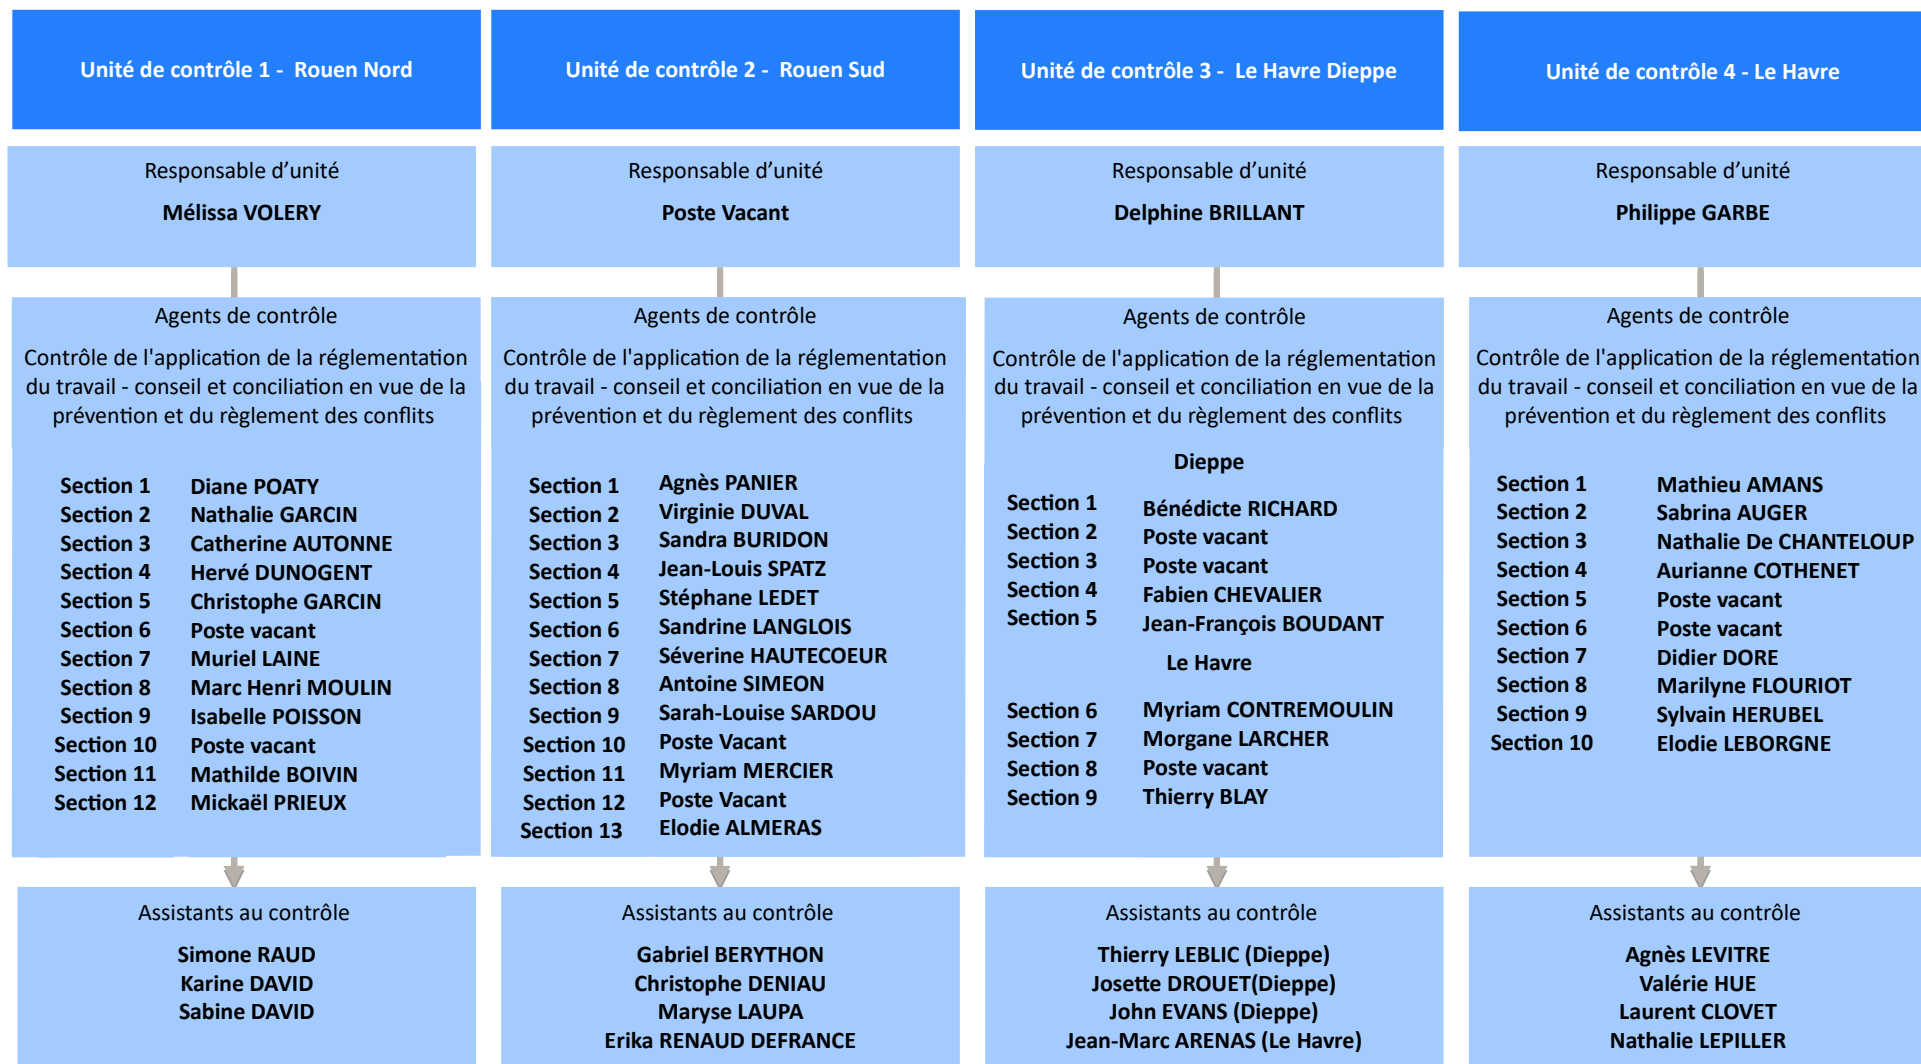 Unité de contrôle 1 - Rouen Nord
Responsable d’unité
Mélissa VOLERY
Agents de contrôle
Contrôle de l'application de la réglementation
du travail - conseil et conciliation en vue de la
prévention et du règlement des conflits
Section 1 Diane POATY
Section 2 Nathalie GARCIN
Section 3 Catherine AUTONNE
Section 4 Hervé DUNOGENT
Section 5 Christophe GARCIN
Section 6 Poste vacant
Section 7 Muriel LAINE
Section 8 Marc Henri MOULIN
Section 9 Isabelle POISSON
Section 10 Poste vacant
Section 11 Mathilde BOIVIN
Section 12 Mickaël PRIEUX
Assistants au contrôle
Simone RAUD
Karine DAVID
Sabine DAVID
Unité de contrôle 2 - Rouen Sud
Responsable d’unité
Poste Vacant
Agents de contrôle
Contrôle de l'application de la réglementation
du travail - conseil et conciliation en vue de la
prévention et du règlement des conflits
Section 1 Agnès PANIER
Section 2 Virginie DUVAL
Section 3 Sandra BURIDON
Section 4 Jean-Louis SPATZ
Section 5 Stéphane LEDET
Section 6 Sandrine LANGLOIS
Section 7 Séverine HAUTECOEUR
Section 8 Antoine SIMEON
Section 9 Sarah-Louise SARDOU
Section 10 Poste Vacant
Section 11 Myriam MERCIER
Section 12 Poste Vacant
Section 13 Elodie ALMERAS
Assistants au contrôle
Gabriel BERYTHON
Christophe DENIAU
Maryse LAUPA
Erika RENAUD DEFRANCE
Unité de contrôle 3 - Le Havre Dieppe
Responsable d’unité
Delphine BRILLANT
Agents de contrôle
Contrôle de l'application de la réglementation
du travail - conseil et conciliation en vue de la
prévention et du règlement des conflits
Dieppe
Section 1 Bénédicte RICHARD
Section 2 Poste vacant
Section 3 Poste vacant
Section 4 Fabien CHEVALIER
Section 5 Jean-François BOUDANT
Le Havre
Section 6 Myriam CONTREMOULIN
Section 7 Morgane LARCHER
Section 8 Poste vacant
Section 9 Thierry BLAY
Assistants au contrôle
Thierry LEBLIC (Dieppe)
Josette DROUET(Dieppe)
John EVANS (Dieppe)
Jean-Marc ARENAS (Le Havre)
Unité de contrôle 4 - Le Havre
Responsable d’unité
Philippe GARBE
Agents de contrôle
Contrôle de l'application de la réglementation
du travail - conseil et conciliation en vue de la
prévention et du règlement des conflits
Section 1 Mathieu AMANS
Section 2 Sabrina AUGER
Section 3 Nathalie De CHANTELOUP
Section 4 Aurianne COTHENET
Section 5 Poste vacant
Section 6 Poste vacant
Section 7 Didier DORE
Section 8 Marilyne FLOURIOT
Section 9 Sylvain HERUBEL
Section 10 Elodie LEBORGNE
Assistants au contrôle
Agnès LEVITRE
Valérie HUE
Laurent CLOVET
Nathalie LEPILLER